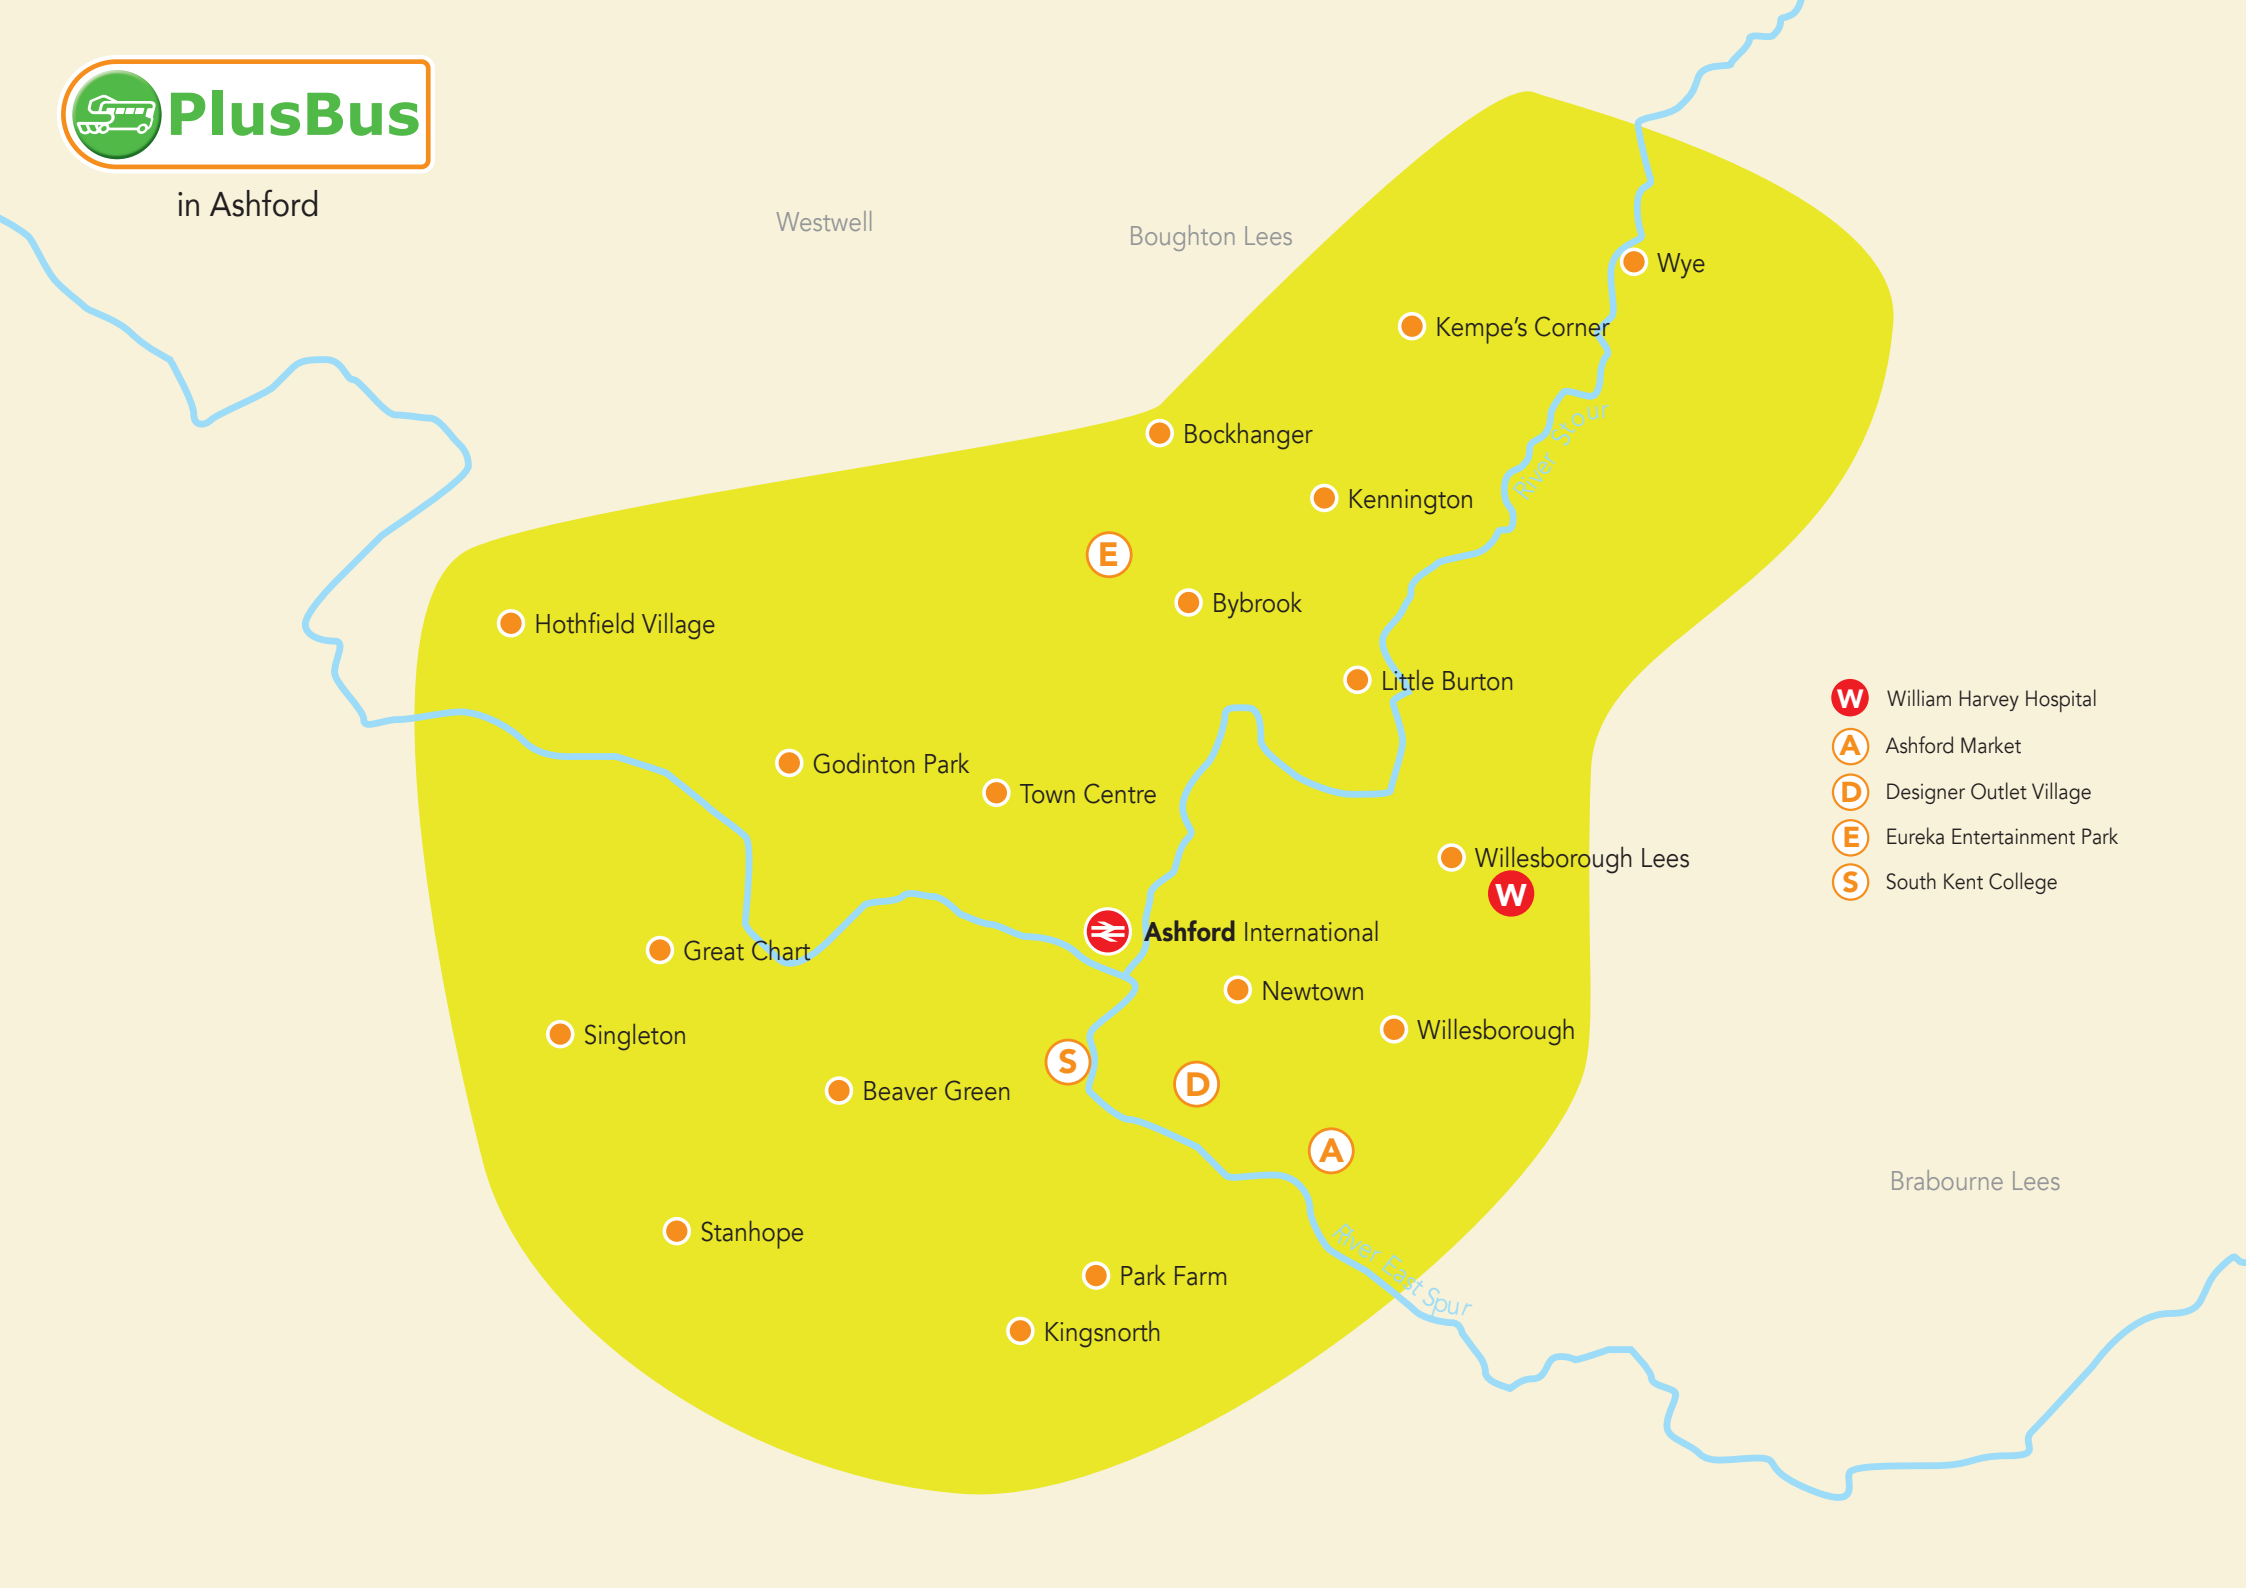 PlusBus
in Ashford
Westwell
Boughton Lees
Wye
Kempe's Corner
River Stour
Bockhanger
Kennington
E
Bybrook
Hothfield Village
Little Burton
Godinton Park
Town Centre
Willesborough Lees
W
Ashford International
Great Chart
Newtown
Willesborough
Singleton
S
D
Beaver Green
A
Stanhope
River East Spur
Park Farm
Kingsnorth
Brabourne Lees
W William Harvey Hospital
A Ashford Market
D Designer Outlet Village
E Eureka Entertainment Park
S South Kent College